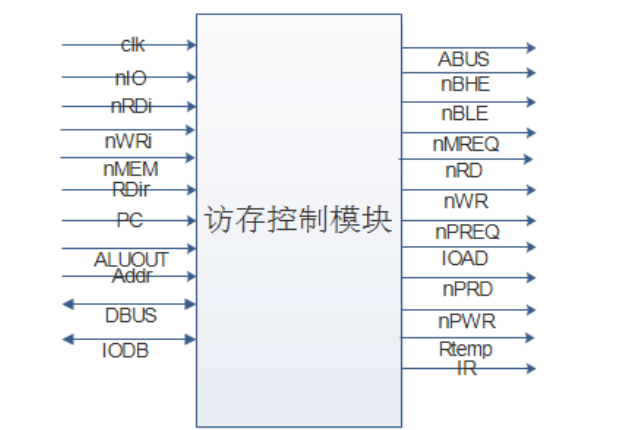 clk
nIO
nRDi
nWRi
nMEM
RDir
PC
ALUOUT
Addr
DBUS
IODB
访存控制模块
ABUS
nBHE
nBLE
nMREQ
nRD
nWR
nPREQ
IOAD
nPRD
nPWR
Rtemp
IR